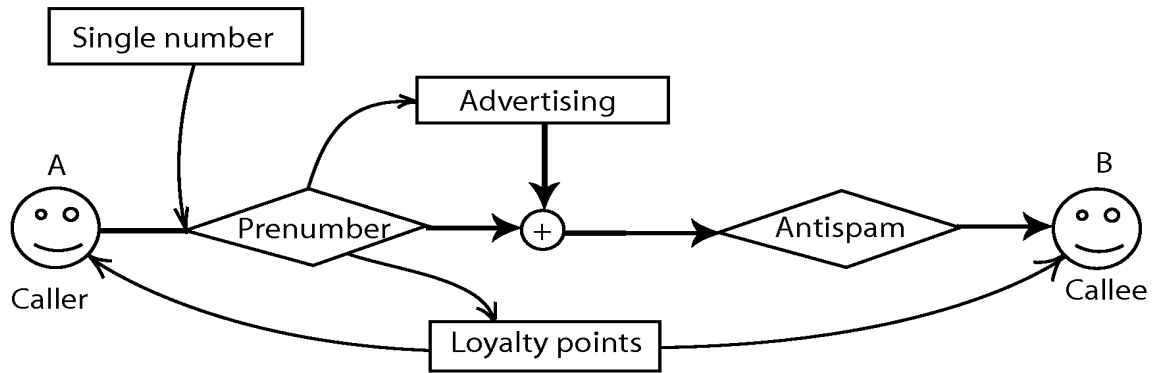 Single number
Advertising
A
B
Prenumber
+
Antispam
Caller
Callee
Loyalty points